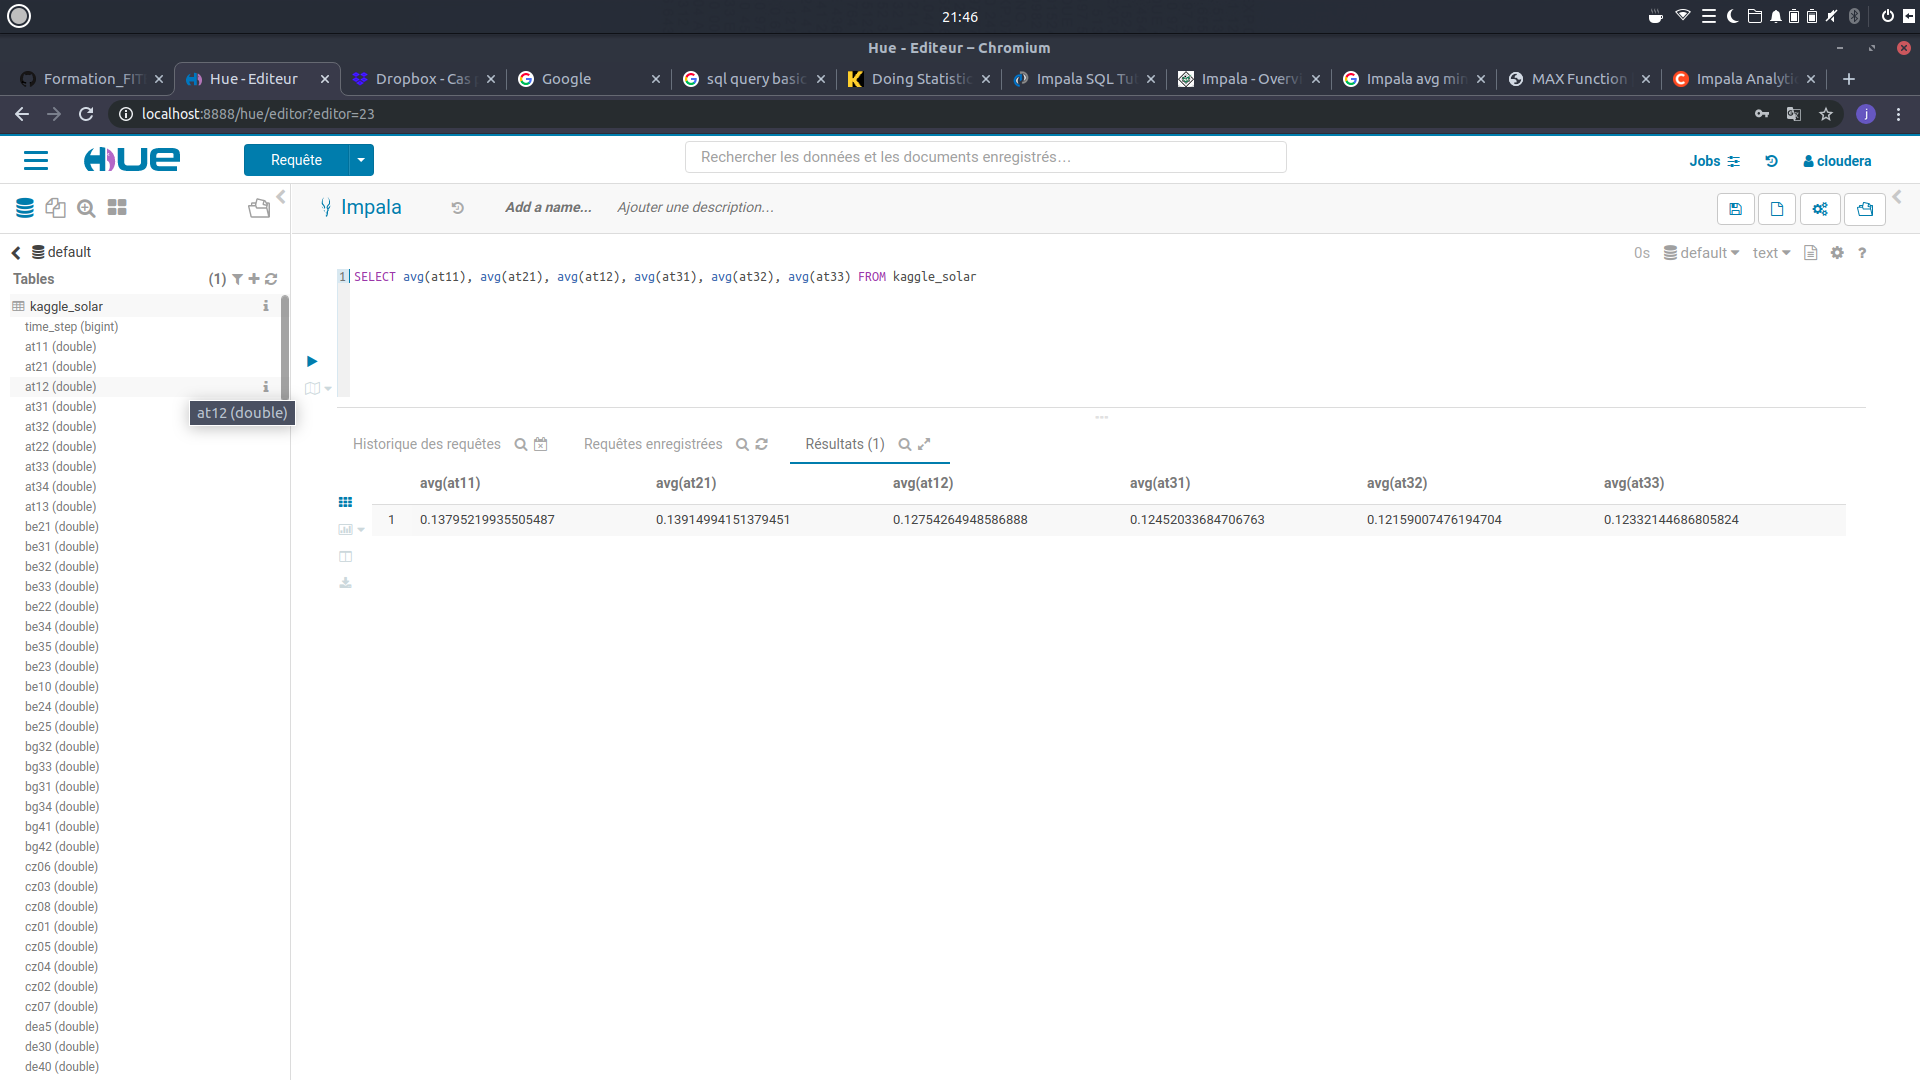 21:46
Hue - Editeur – Chromium
Formation_FIT
Hue - Editeur
Dropbox - Cas
Google
sql query basic
Doing Statistic
Impala SQL Tut
Impala - Overvi
Impala avg min
MAX Function
Impala Analyti
localhost:8888/hue/editor?editor=23
j
HUE
Requête
Rechercher les données et les documents enregistrés...
Jobs
cloudera
Impala
Add a name...
Ajouter une description...
default
Tables
(1)
0s
default
text
?
1 SELECT avg(at11), avg(at21), avg(at12), avg(at31), avg(at32), avg(at33) FROM kaggle_solar
kaggle_solar
time_step (bigint)
at11 (double)
at21 (double)
at12 (double)
at12 (double)
at31 (double)
at32 (double)
at22 (double)
at33 (double)
at34 (double)
at13 (double)
be21 (double)
be31 (double)
be32 (double)
be33 (double)
be22 (double)
be34 (double)
be35 (double)
be23 (double)
be10 (double)
be24 (double)
be25 (double)
bg32 (double)
bg33 (double)
bg31 (double)
bg34 (double)
bg41 (double)
bg42 (double)
cz06 (double)
cz03 (double)
cz08 (double)
cz01 (double)
cz05 (double)
cz04 (double)
cz02 (double)
cz07 (double)
dea5 (double)
de30 (double)
de40 (double)
Historique des requêtes
Requêtes enregistrées
Résultats (1)
avg(at11) avg(at21) avg(at12) avg(at31) avg(at32) avg(at33)
1 0.13795219935505487 0.13914994151379451 0.12754264948586888 0.12452033684706763 0.12159007476194704 0.12332144686805824